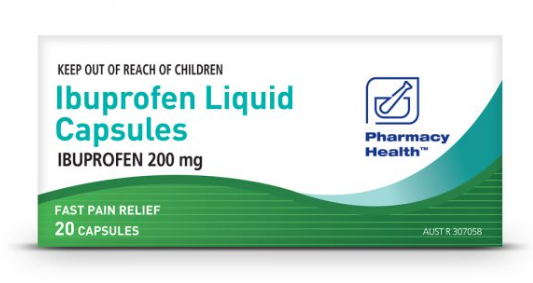 KEEP OUT OF REACH OF CHILDREN
Ibuprofen Liquid
Capsules
IBUPROFEN 200 mg
Pharmacy
Health™
FAST PAIN RELIEF
20 CAPSULES
AUST R 307058